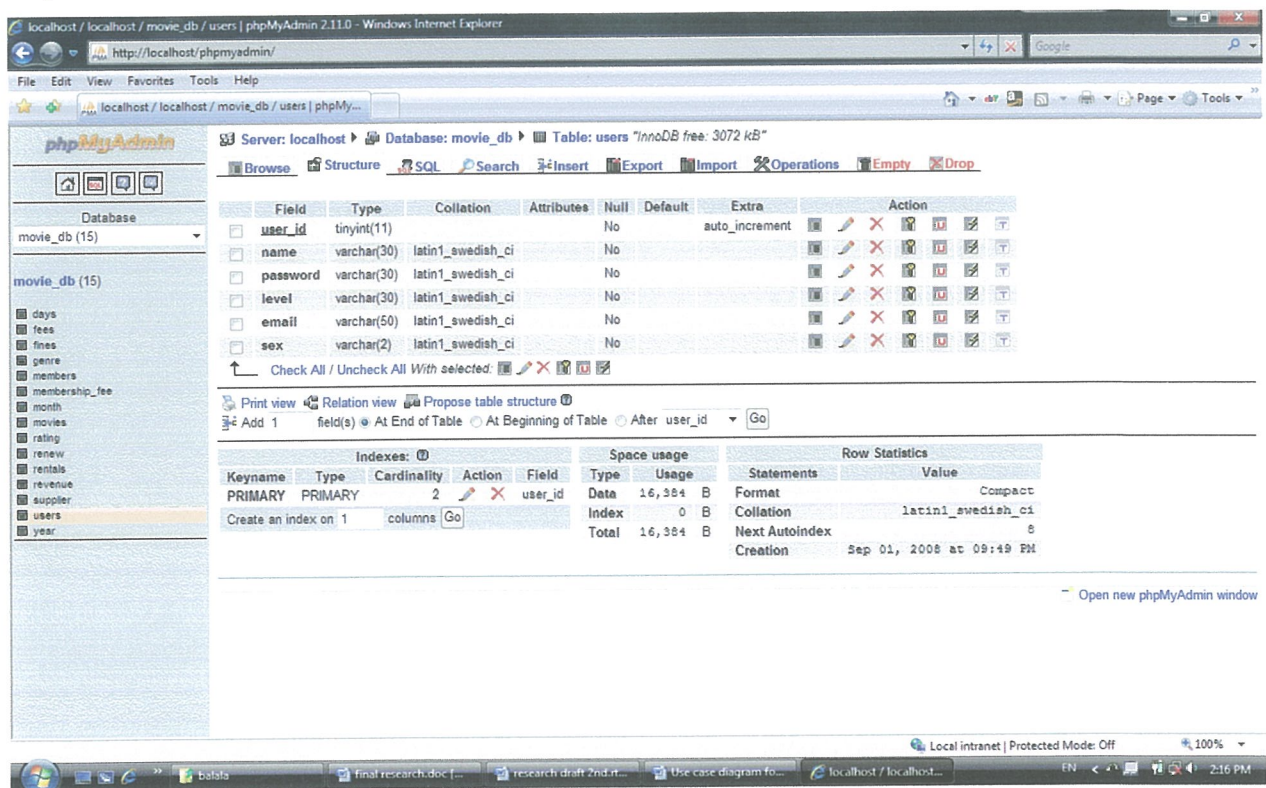 localhost / localhost / movie_db / users | phpMyAdmin 2.11.0 - Windows Internet Explorer
http://localhost/phpmyadmin/
Google
File Edit View Favorites Tools Help
localhost / localhost / movie_db / users | phpMy...
Page Tools
phpMyAdmin
Server: localhost Database: movie_db Table: users "InnoDB free: 3072 kB"
Browse Structure SQL Search Insert Export Import Operations Empty Drop
Database
movie_db (15)
movie_db (15)
days
fees
fines
genre
members
membership_fee
month
movies
rating
renew
rentals
revenue
supplier
users
year
Field Type Collation Attributes Null Default Extra Action
user_id tinyint(11) No auto_increment
name varchar(30) latin1_swedish_ci No
password varchar(30) latin1_swedish_ci No
level varchar(30) latin1_swedish_ci No
email varchar(50) latin1_swedish_ci No
sex varchar(2) latin1_swedish_ci No
Check All / Uncheck All With selected:
Print view Relation view Propose table structure
Add 1 field(s) At End of Table At Beginning of Table After user_id Go
Indexes:
Keyname Type Cardinality Action Field
PRIMARY PRIMARY 2 user_id
Create an index on 1 columns Go
Space usage
Type Usage
Data 16,384 B
Index 0 B
Total 16,384 B
Row Statistics
Statements Value
Format Compact
Collation latin1_swedish_ci
Next Autoindex 8
Creation Sep 01, 2008 at 09:49 PM
Open new phpMyAdmin window
Local intranet | Protected Mode: Off 100%
balala final research.doc [... research draft 2nd.rt... Use case diagram fo... localhost / localhost... EN 2:16 PM